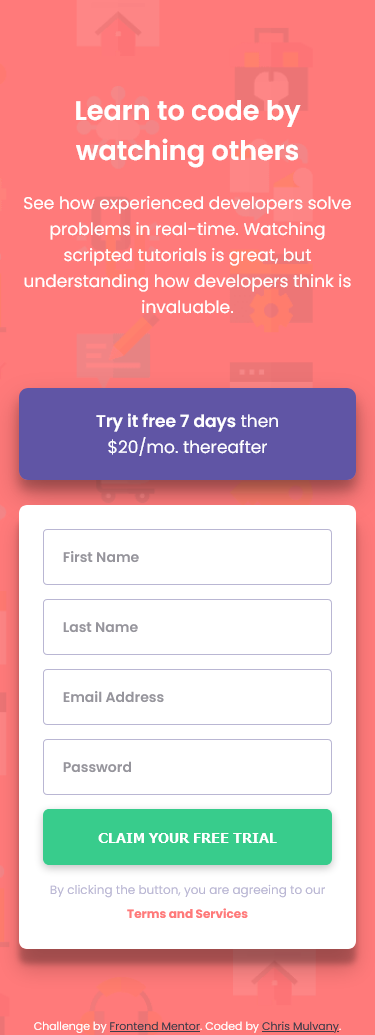 Learn to code by
watching others
See how experienced developers solve
problems in real-time. Watching
scripted tutorials is great, but
understanding how developers think is
invaluable.
Try it free 7 days then
$20/mo. thereafter
First Name
Last Name
Email Address
Password
CLAIM YOUR FREE TRIAL
By clicking the button, you are agreeing to our
Terms and Services
Challenge by Frontend Mentor. Coded by Chris Mulvany.